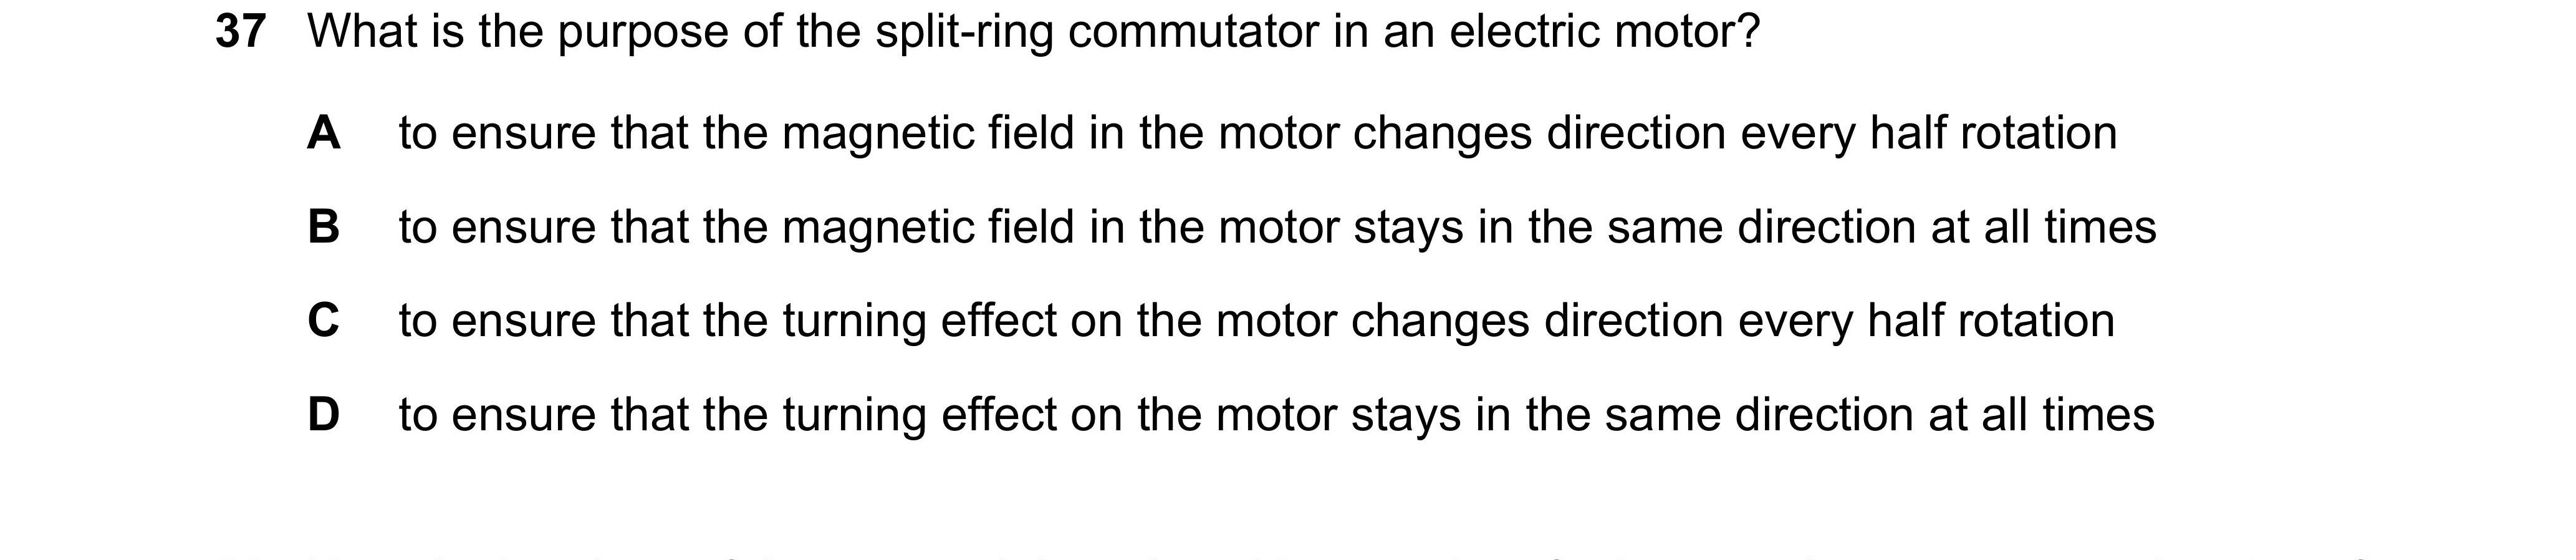 37 What is the purpose of the split-ring commutator in an electric motor?
A to ensure that the magnetic field in the motor changes direction every half rotation
B to ensure that the magnetic field in the motor stays in the same direction at all times
C to ensure that the turning effect on the motor changes direction every half rotation
D to ensure that the turning effect on the motor stays in the same direction at all times